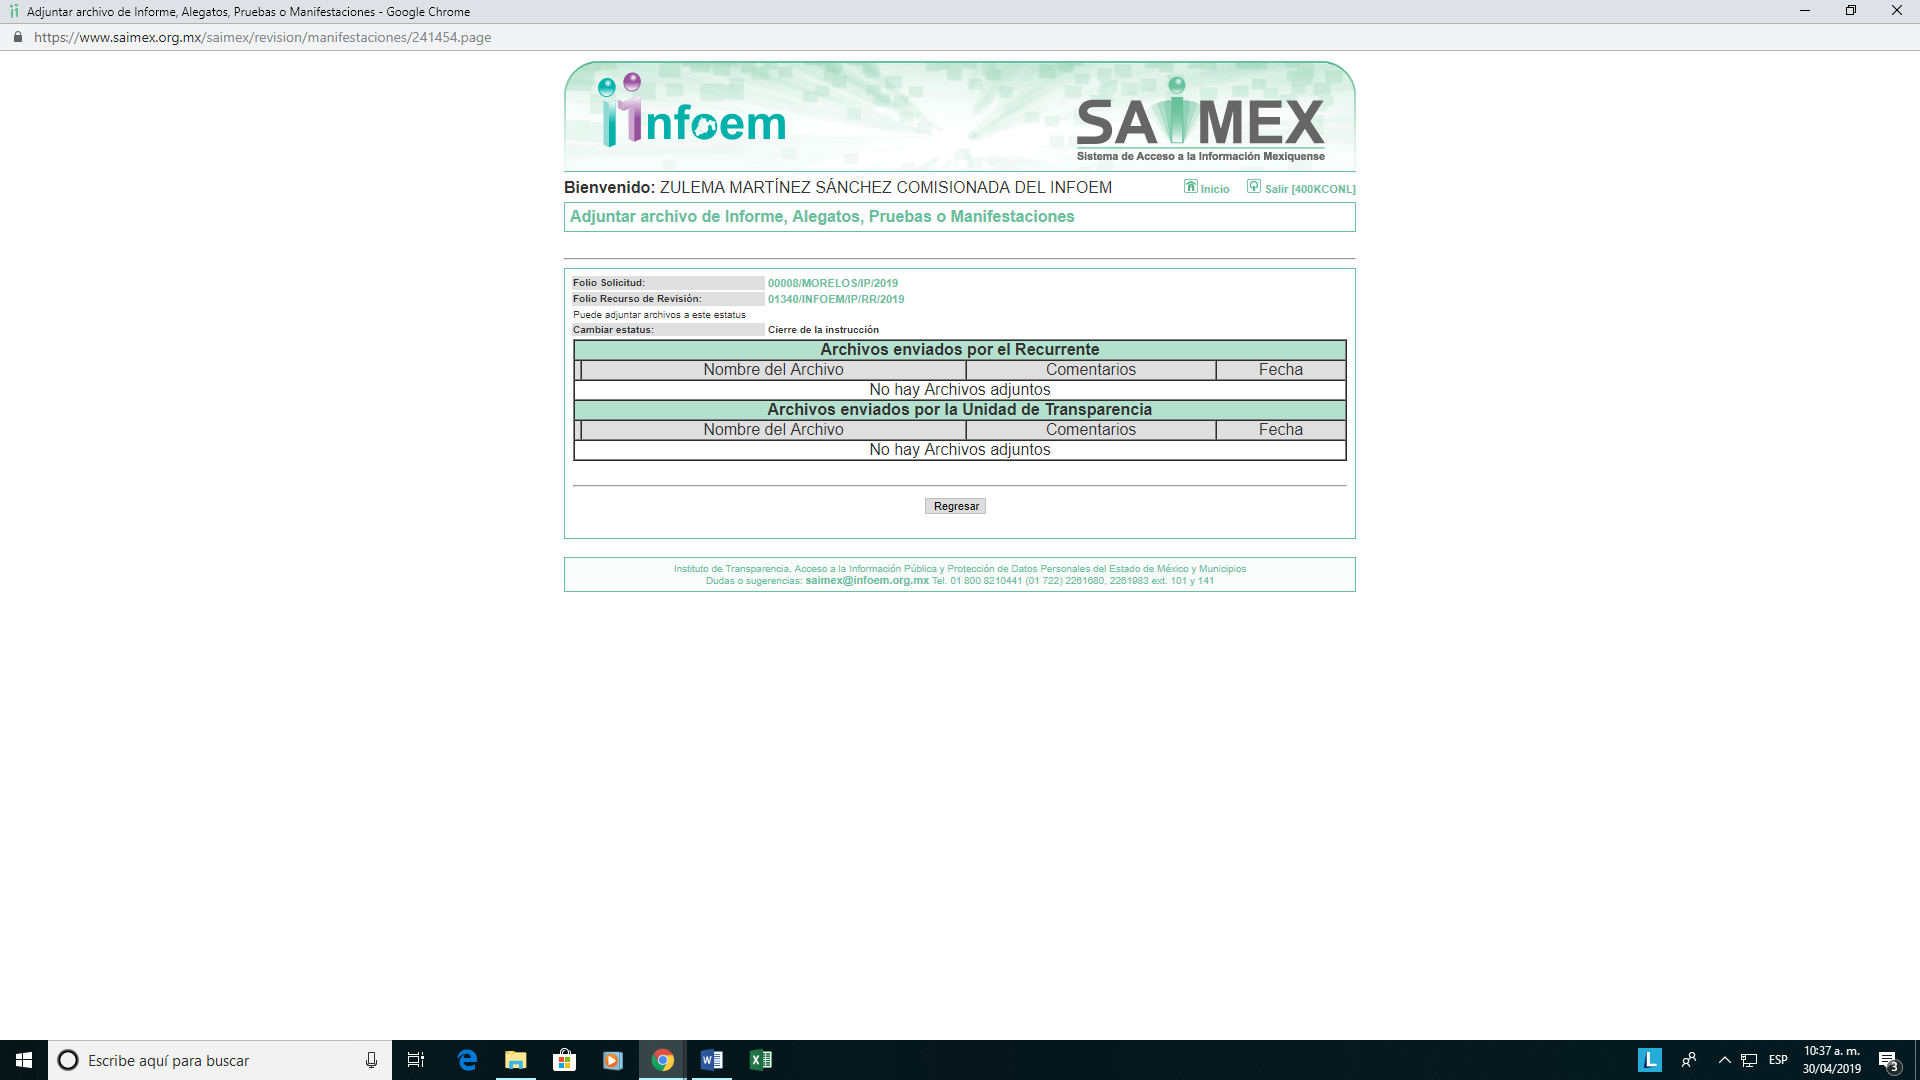 Adjuntar archivo de Informe, Alegatos, Pruebas o Manifestaciones - Google Chrome
https://www.saimex.org.mx/saimex/revision/manifestaciones/241454.page
infoem
SAIMEX
Sistema de Acceso a la Información Mexiquense
Bienvenido: ZULEMA MARTÍNEZ SÁNCHEZ COMISIONADA DEL INFOEM
Inicio
Salir [400KCONL]
Adjuntar archivo de Informe, Alegatos, Pruebas o Manifestaciones
Folio Solicitud: 00008/MORELOS/IP/2019
Folio Recurso de Revisión: 01340/INFOEM/IP/RR/2019
Puede adjuntar archivos a este estatus
Cambiar estatus: Cierre de la instrucción
Archivos enviados por el Recurrente
Nombre del Archivo Comentarios Fecha
No hay Archivos adjuntos
Archivos enviados por la Unidad de Transparencia
Nombre del Archivo Comentarios Fecha
No hay Archivos adjuntos
Regresar
Instituto de Transparencia, Acceso a la Información Pública y Protección de Datos Personales del Estado de México y Municipios
Dudas o sugerencias: saimex@infoem.org.mx Tel. 01 800 8210441 (01 722) 2261680, 2261983 ext. 101 y 141
Escribe aquí para buscar
L
ESP
10:37 a. m.
30/04/2019
3